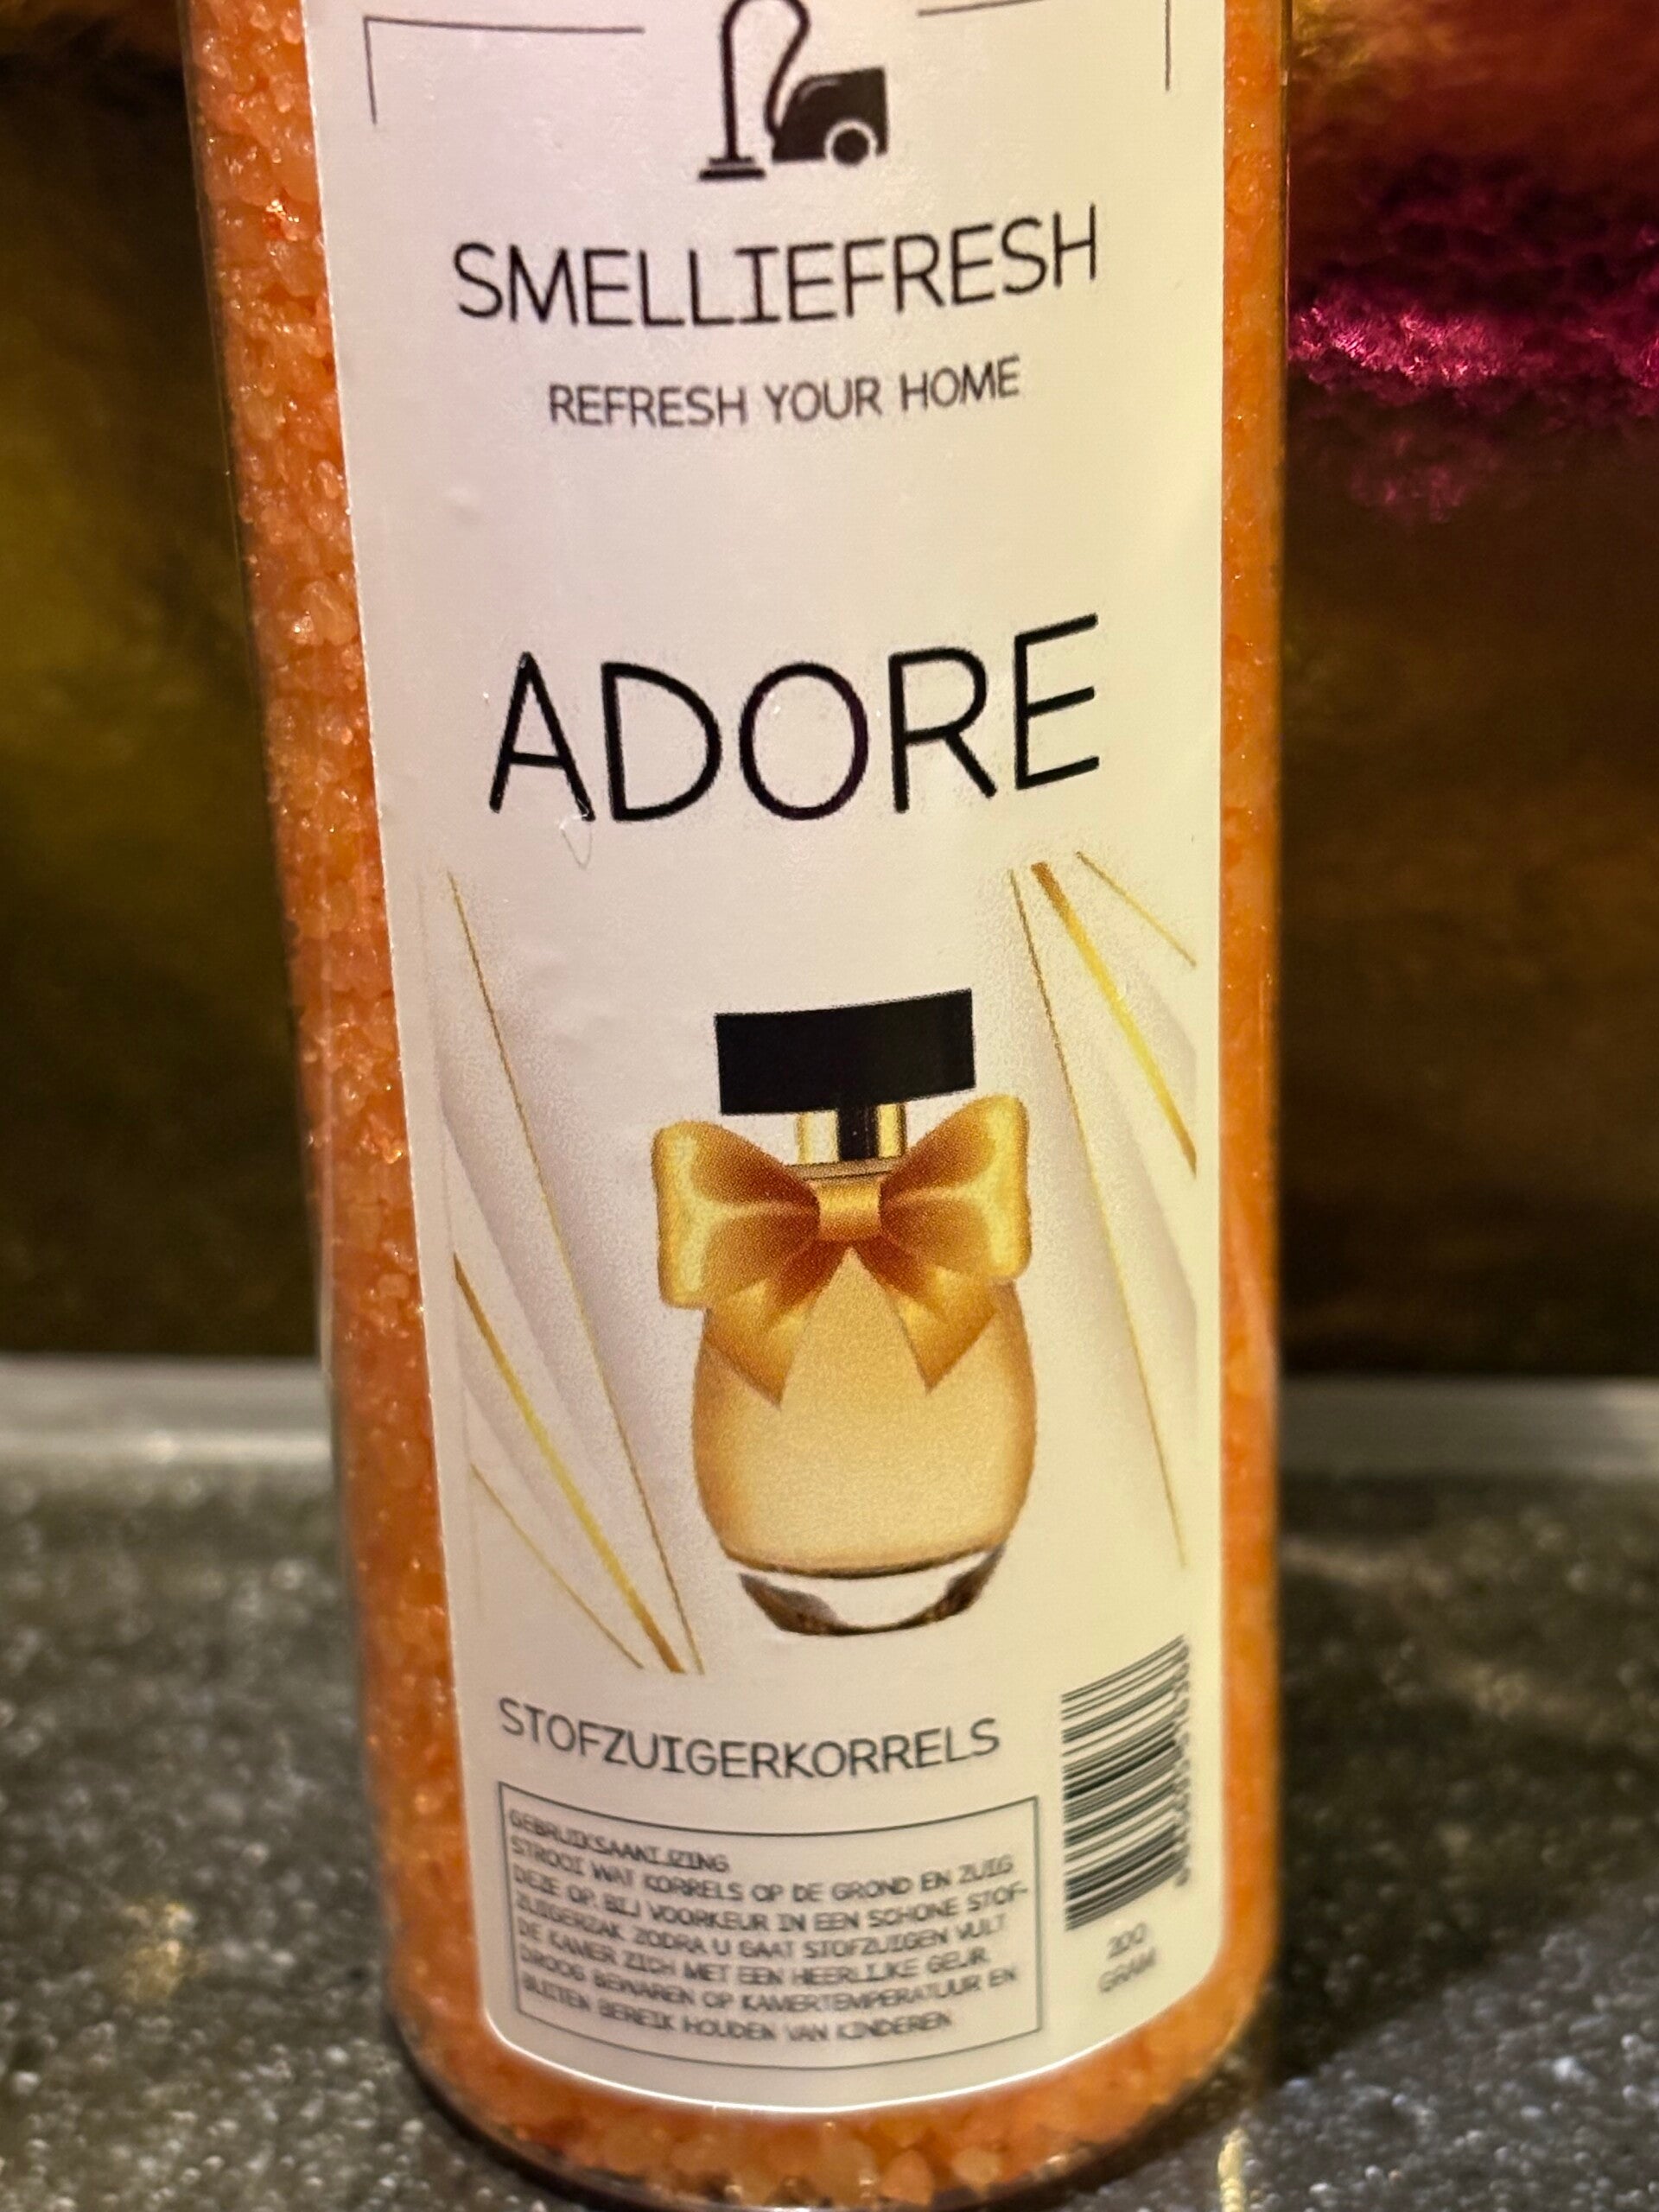 SMELLIEFRESH
REFRESH YOUR HOME
ADORE
STOFZUIGERKORRELS
GEBRUIKSAANIJZING
STROOI WAT KORRELS OP DE GROND EN ZUIG
DEZE OP. BIJ VOORKEUR IN EEN SCHONE STOF-
ZUIGERZAK. ZODRA U GAAT STOFZUIGEN VULT
DE KAMER ZICH MET EEN HEERLIJKE GEUR.
DROOG BEWAREN OP KAMERTEMPERATUUR EN
BUITEN BEREIK HOUDEN VAN KINDEREN
200
GRAM